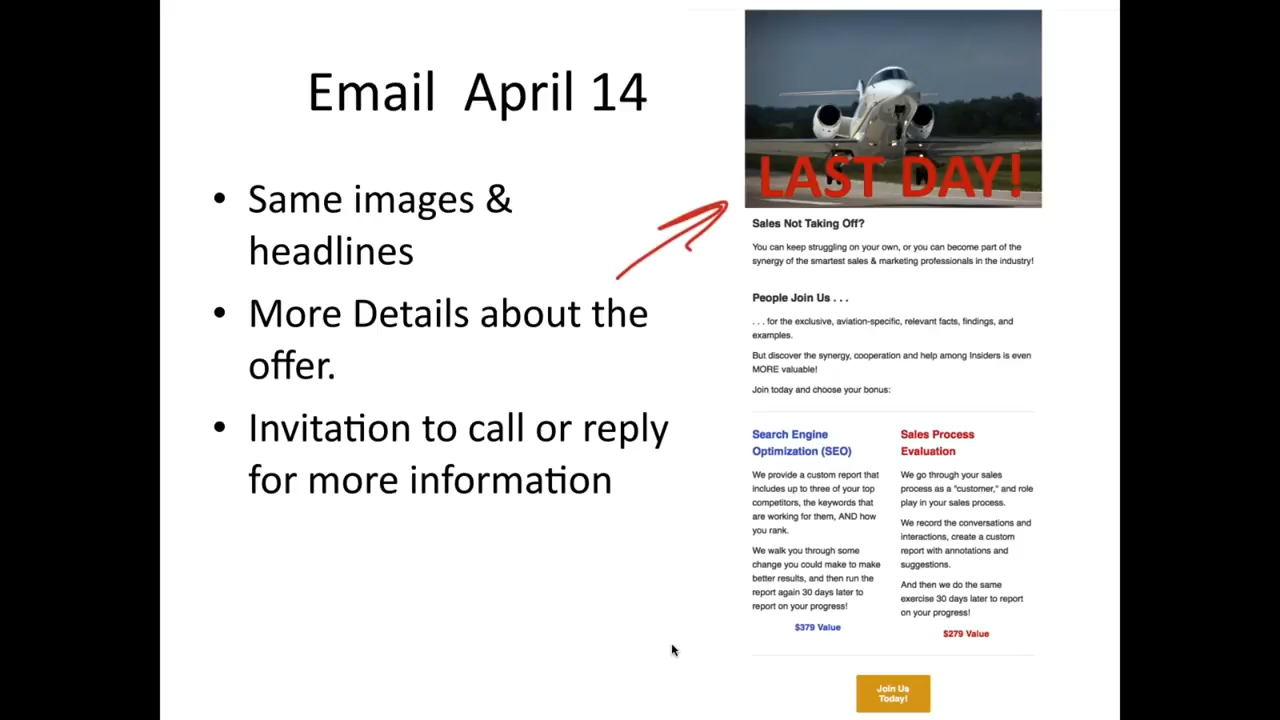 Email  April 14
• Same images &
headlines
• More Details about the
offer.
• Invitation to call or reply
for more information
LAST DAY!
Sales Not Taking Off?
You can keep struggling on your own, or you can become part of the
synergy of the smartest sales & marketing professionals in the industry!
People Join Us . . .
. . . for the exclusive, aviation-specific, relevant facts, findings, and
examples.
But discover the synergy, cooperation and help among Insiders is even
MORE valuable!
Join today and choose your bonus:
Search Engine
Optimization (SEO)
We provide a custom report that
includes up to three of your top
competitors, the keywords that
are working for them, AND how
you rank.
We walk you through some
change you could make to make
better results, and then run the
report again 30 days later to
report on your progress!
$379 Value
Sales Process
Evaluation
We go through your sales
process as a "customer," and role
play in your sales process.
We record the conversations and
interactions, create a custom
report with annotations and
suggestions.
And then we do the same
exercise 30 days later to report
on your progress!
$279 Value
Join Us
Today!